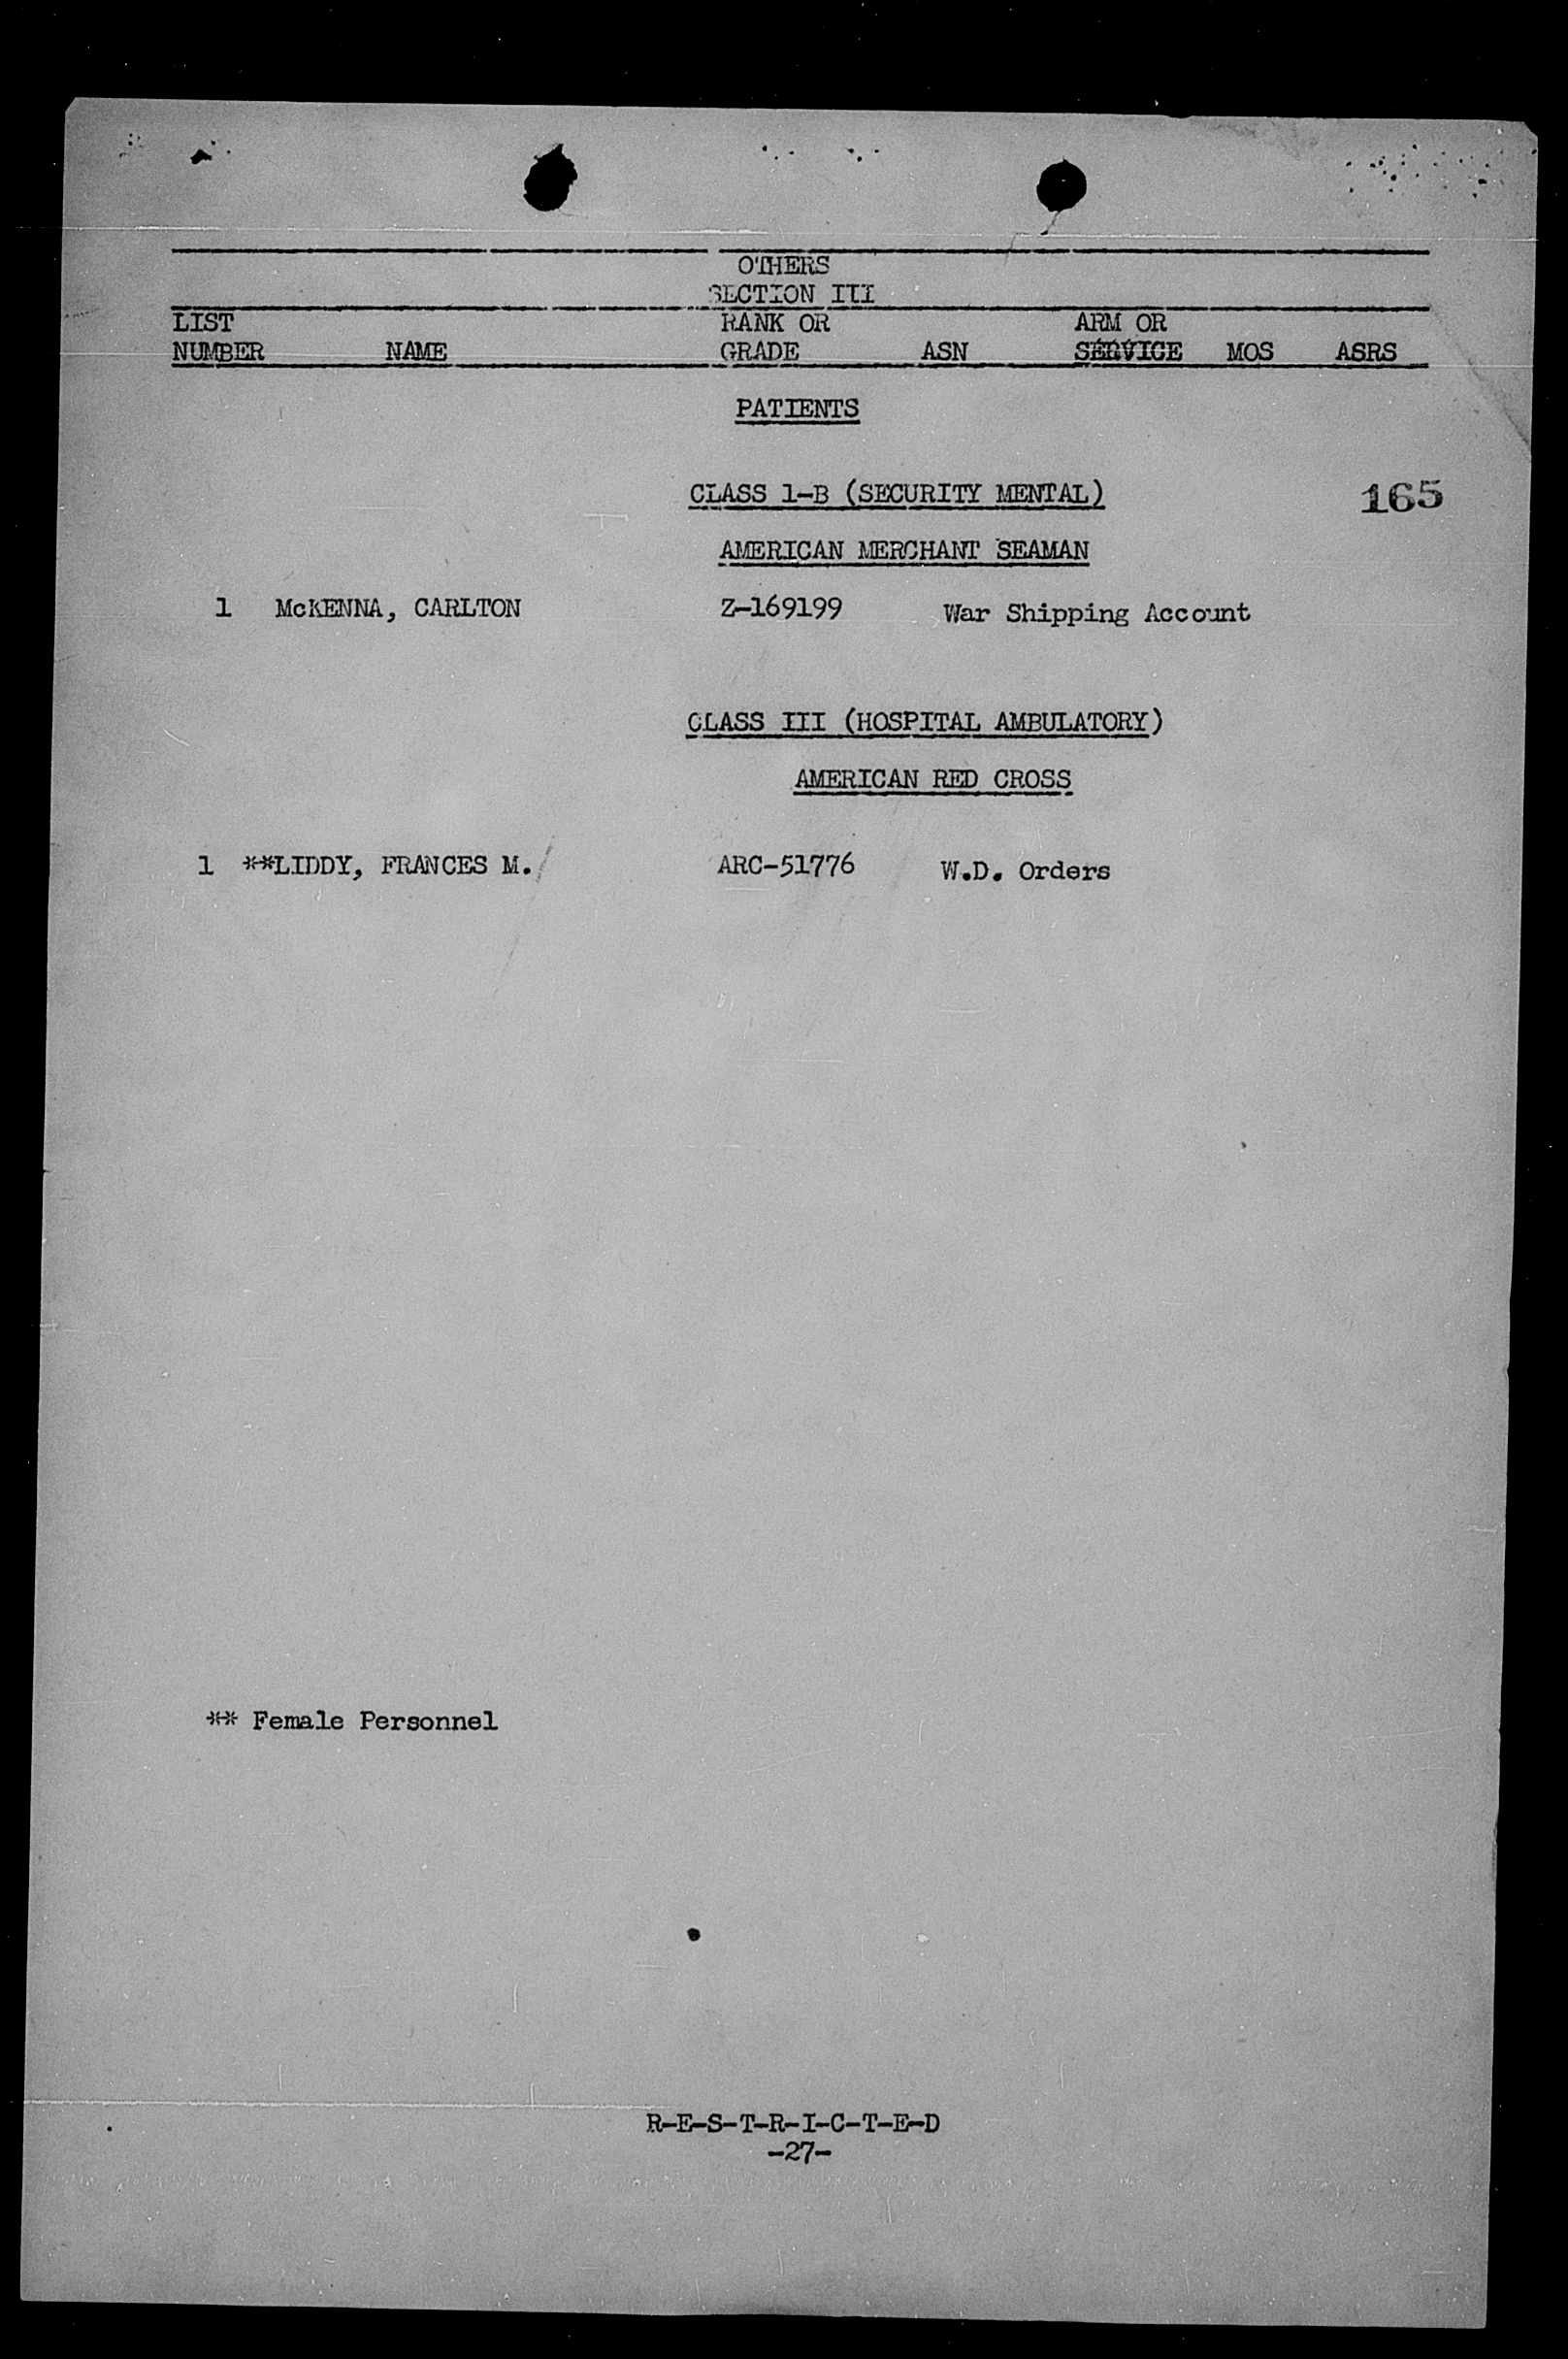 OTHERS
SECTION III
LIST RANK OR ARM OR
NUMBER NAME GRADE ASN SERVICE MOS ASRS
PATIENTS
CLASS 1-B (SECURITY MENTAL) 165
AMERICAN MERCHANT SEAMAN
1 McKENNA, CARLTON Z-169199 War Shipping Account
CLASS III (HOSPITAL AMBULATORY)
AMERICAN RED CROSS
1 **LIDDY, FRANCES M. ARC-51776 W.D. Orders
** Female Personnel
R-E-S-T-R-I-C-T-E-D
-27-